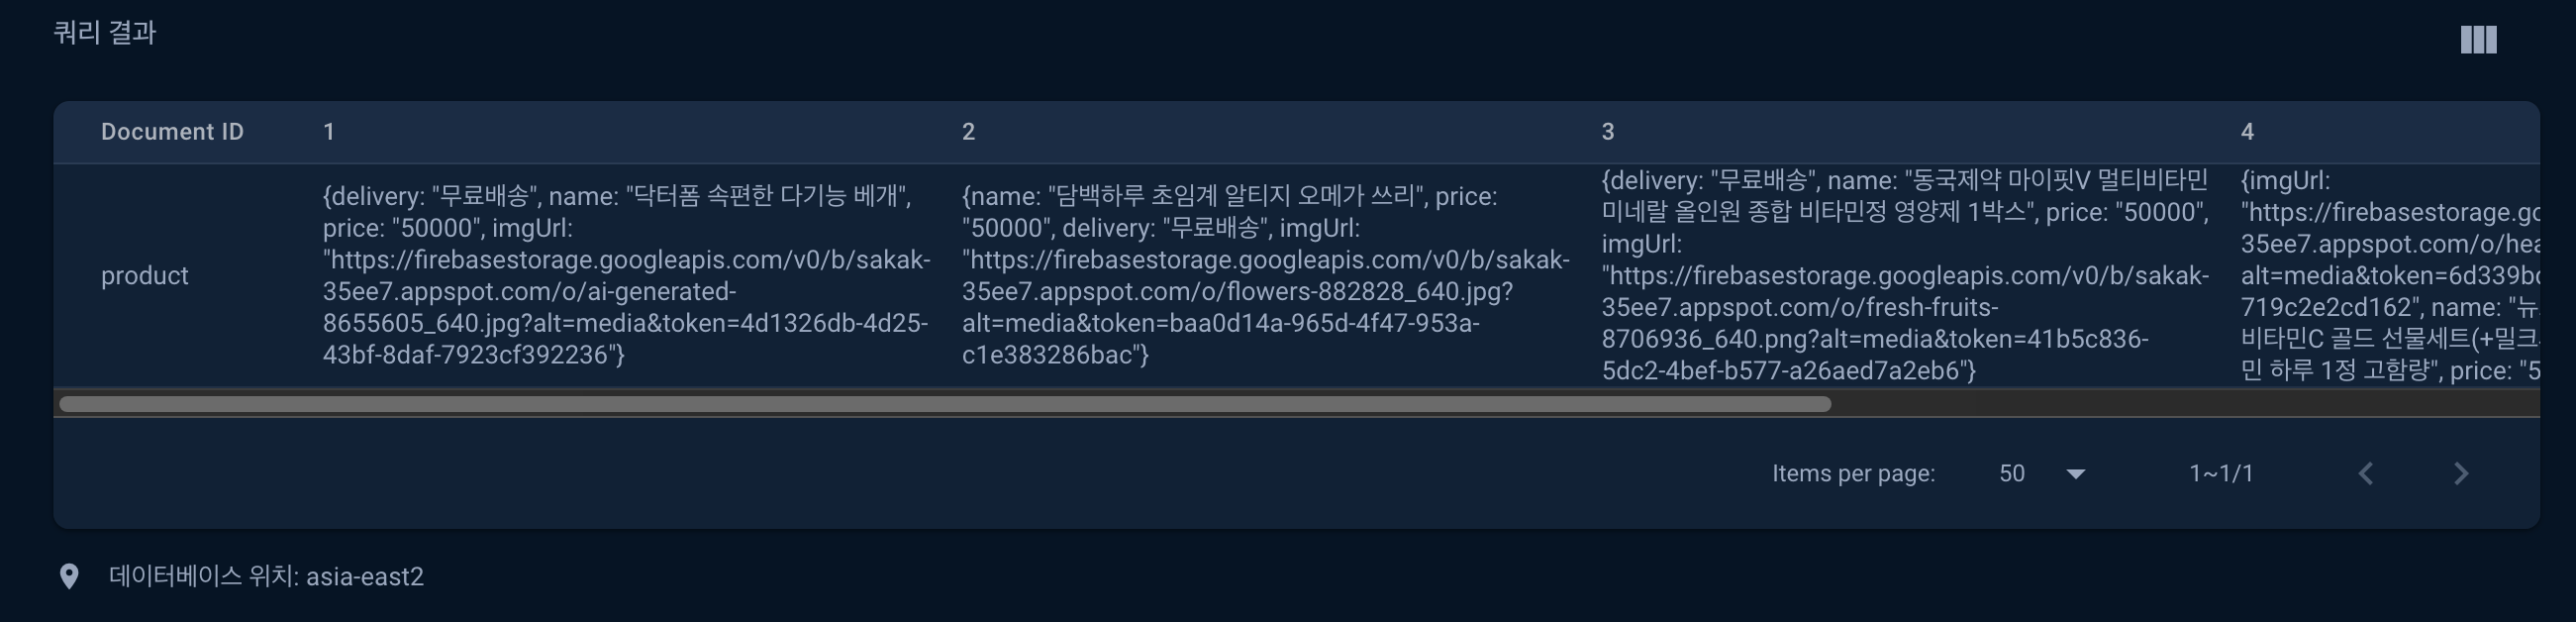 쿼리 결과
Document ID
1
2
3
4
product
{delivery: "무료배송", name: "닥터폼 속편한 다기능 베개",
price: "50000", imgUrl:
"https://firebasestorage.googleapis.com/v0/b/sakak-
35ee7.appspot.com/o/ai-generated-
8655605_640.jpg?alt=media&token=4d1326db-4d25-
43bf-8daf-7923cf392236"}
{name: "담백하루 초임계 알티지 오메가 쓰리", price:
"50000", delivery: "무료배송", imgUrl:
"https://firebasestorage.googleapis.com/v0/b/sakak-
35ee7.appspot.com/o/flowers-882828_640.jpg?
alt=media&token=baa0d14a-965d-4f47-953a-
c1e383286bac"}
{delivery: "무료배송", name: "동국제약 마이핏V 멀티비타민
미네랄 올인원 종합 비타민정 영양제 1박스", price: "50000",
imgUrl:
"https://firebasestorage.googleapis.com/v0/b/sakak-
35ee7.appspot.com/o/fresh-fruits-
8706936_640.png?alt=media&token=41b5c836-
5dc2-4bef-b577-a26aed7a2eb6"}
{imgUrl:
"https://firebasestorage.gc
35ee7.appspot.com/o/hea
alt=media&token=6d339bc
719c2e2cd162", name: "뉴
비타민C 골드 선물세트(+밀크
민 하루 1정 고함량", price: "5
Items per page:
50
1~1/1
데이터베이스 위치: asia-east2